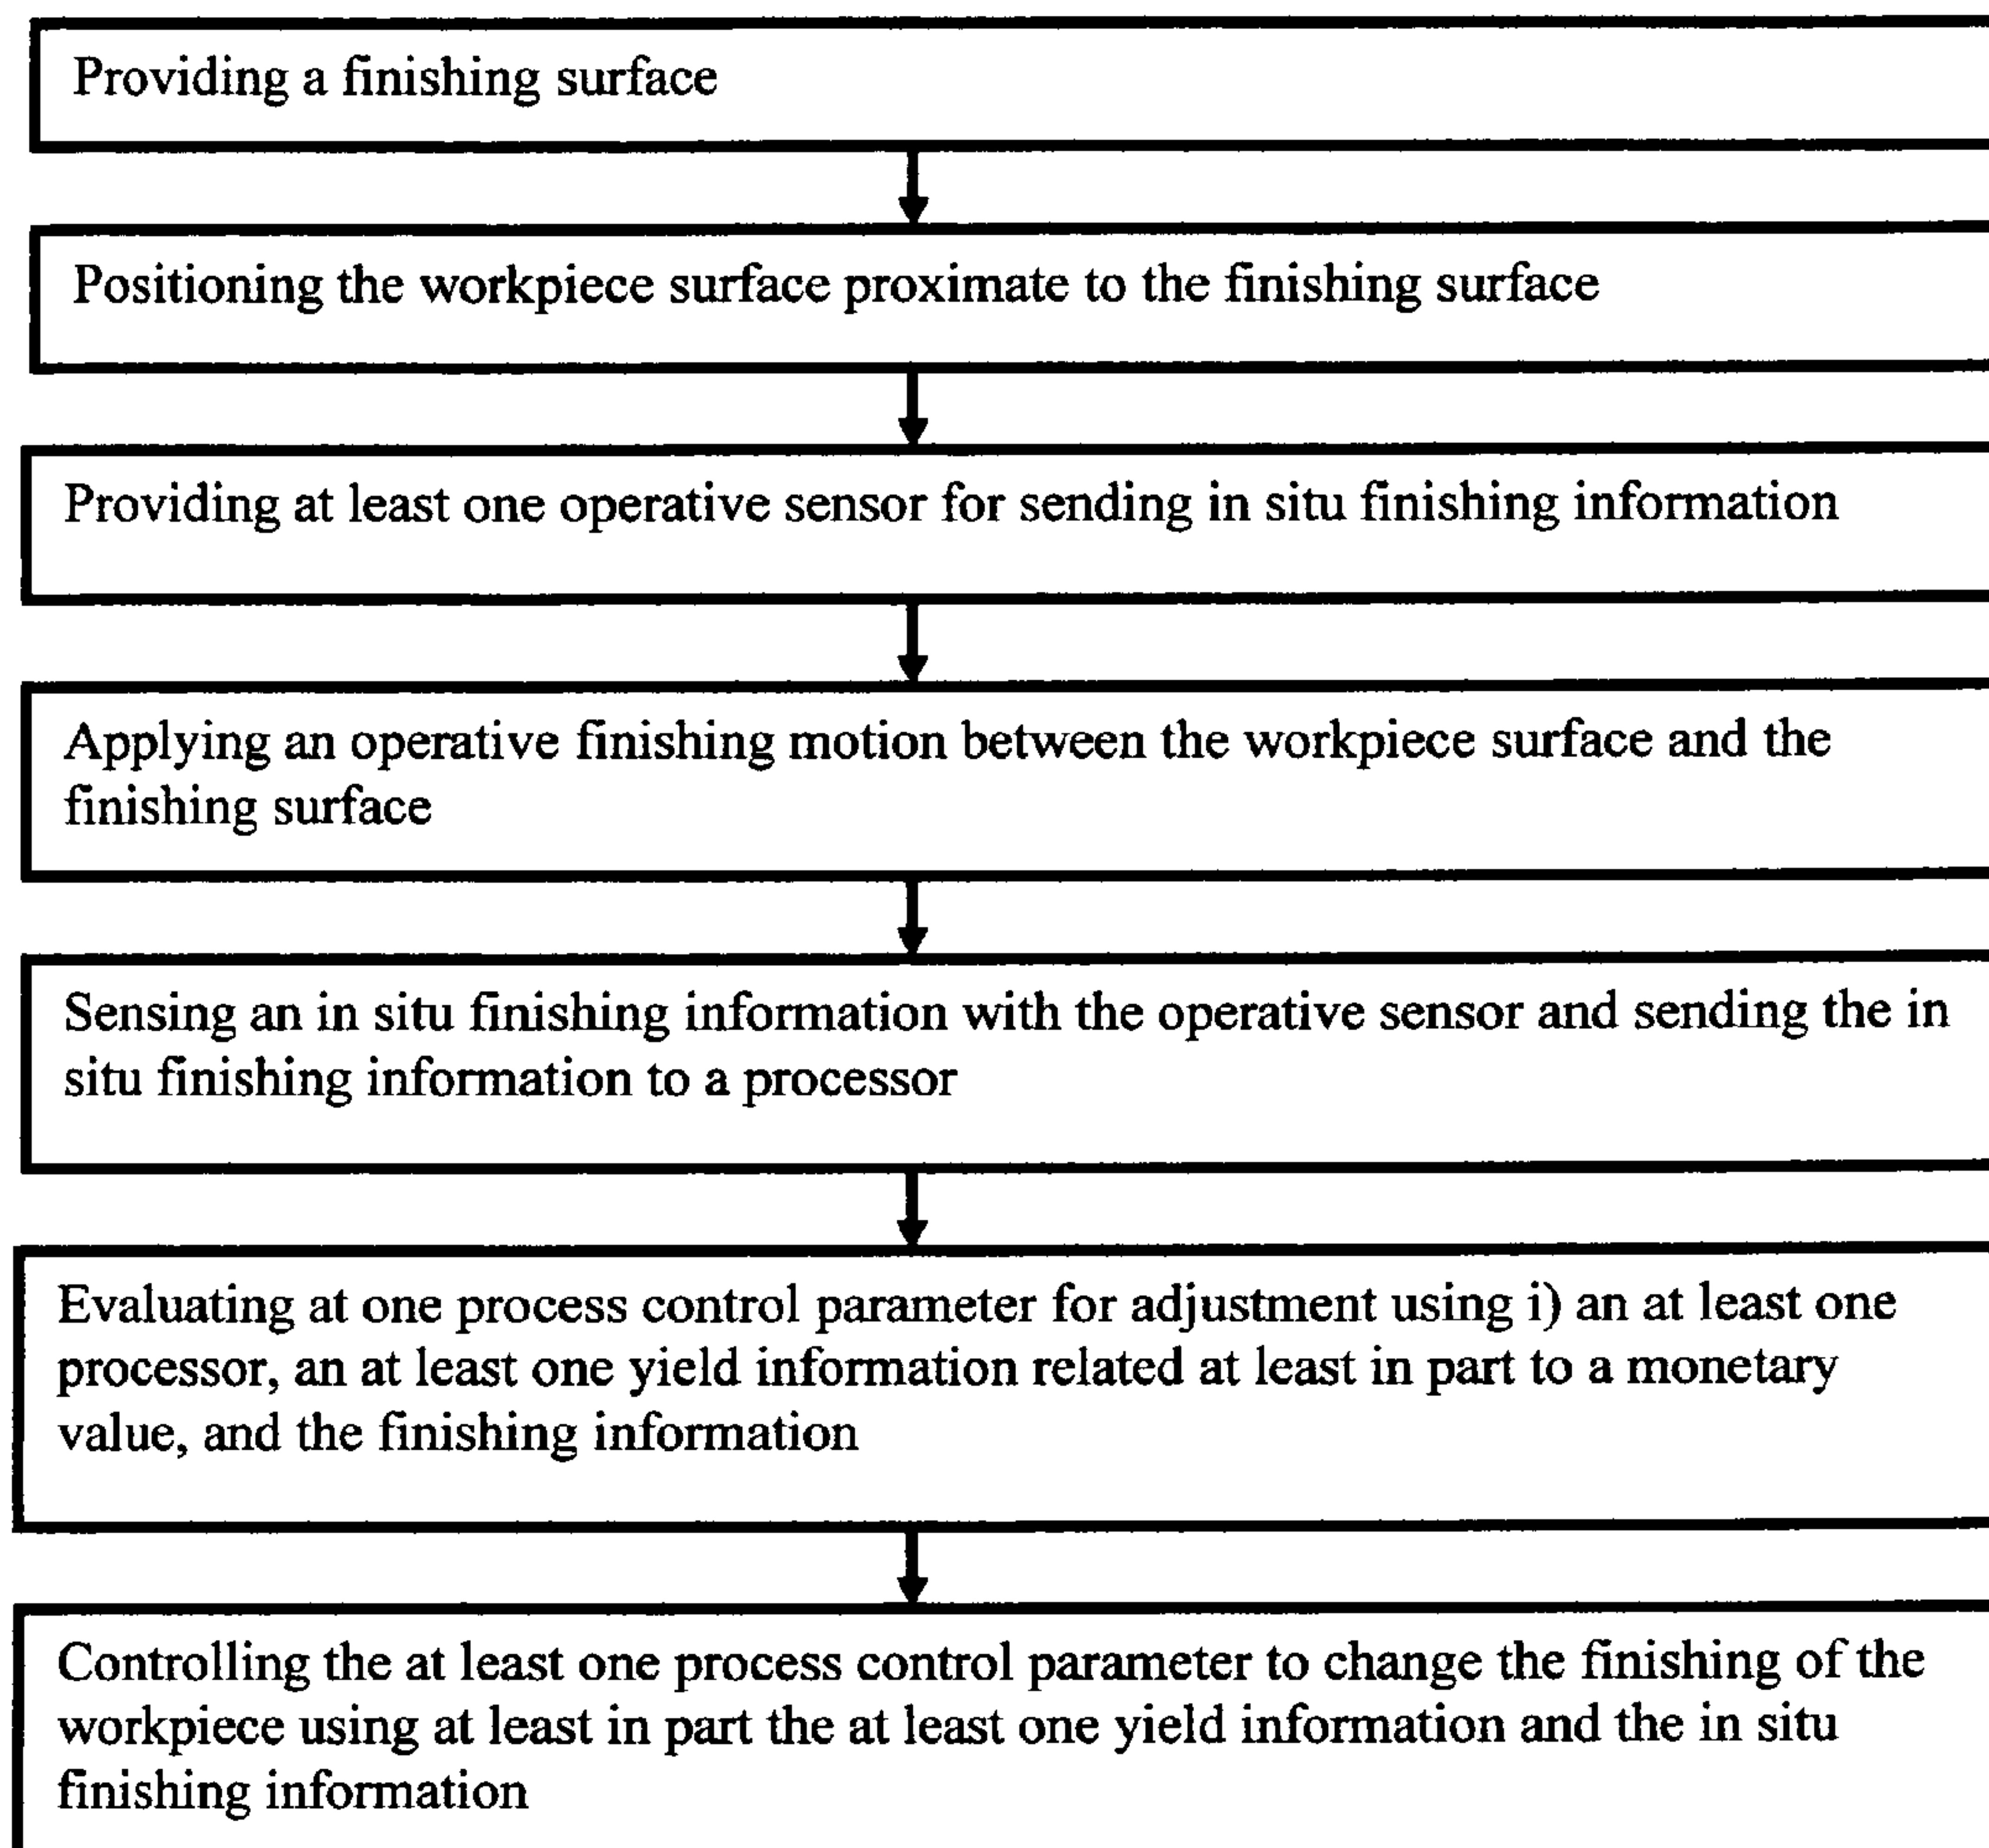 Providing a finishing surface
Positioning the workpiece surface proximate to the finishing surface
Providing at least one operative sensor for sending in situ finishing information
Applying an operative finishing motion between the workpiece surface and the
finishing surface
Sensing an in situ finishing information with the operative sensor and sending the in
situ finishing information to a processor
Evaluating at one process control parameter for adjustment using i) an at least one
processor, an at least one yield information related at least in part to a monetary
value, and the finishing information
Controlling the at least one process control parameter to change the finishing of the
workpiece using at least in part the at least one yield information and the in situ
finishing information